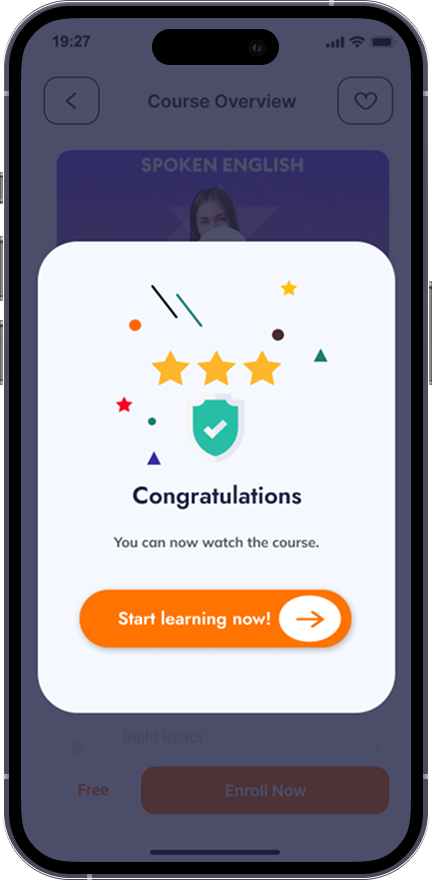 19:27
Course Overview
SPOKEN ENGLISH
Congratulations
You can now watch the course.
Start learning now!
Build React
Free
Enroll Now